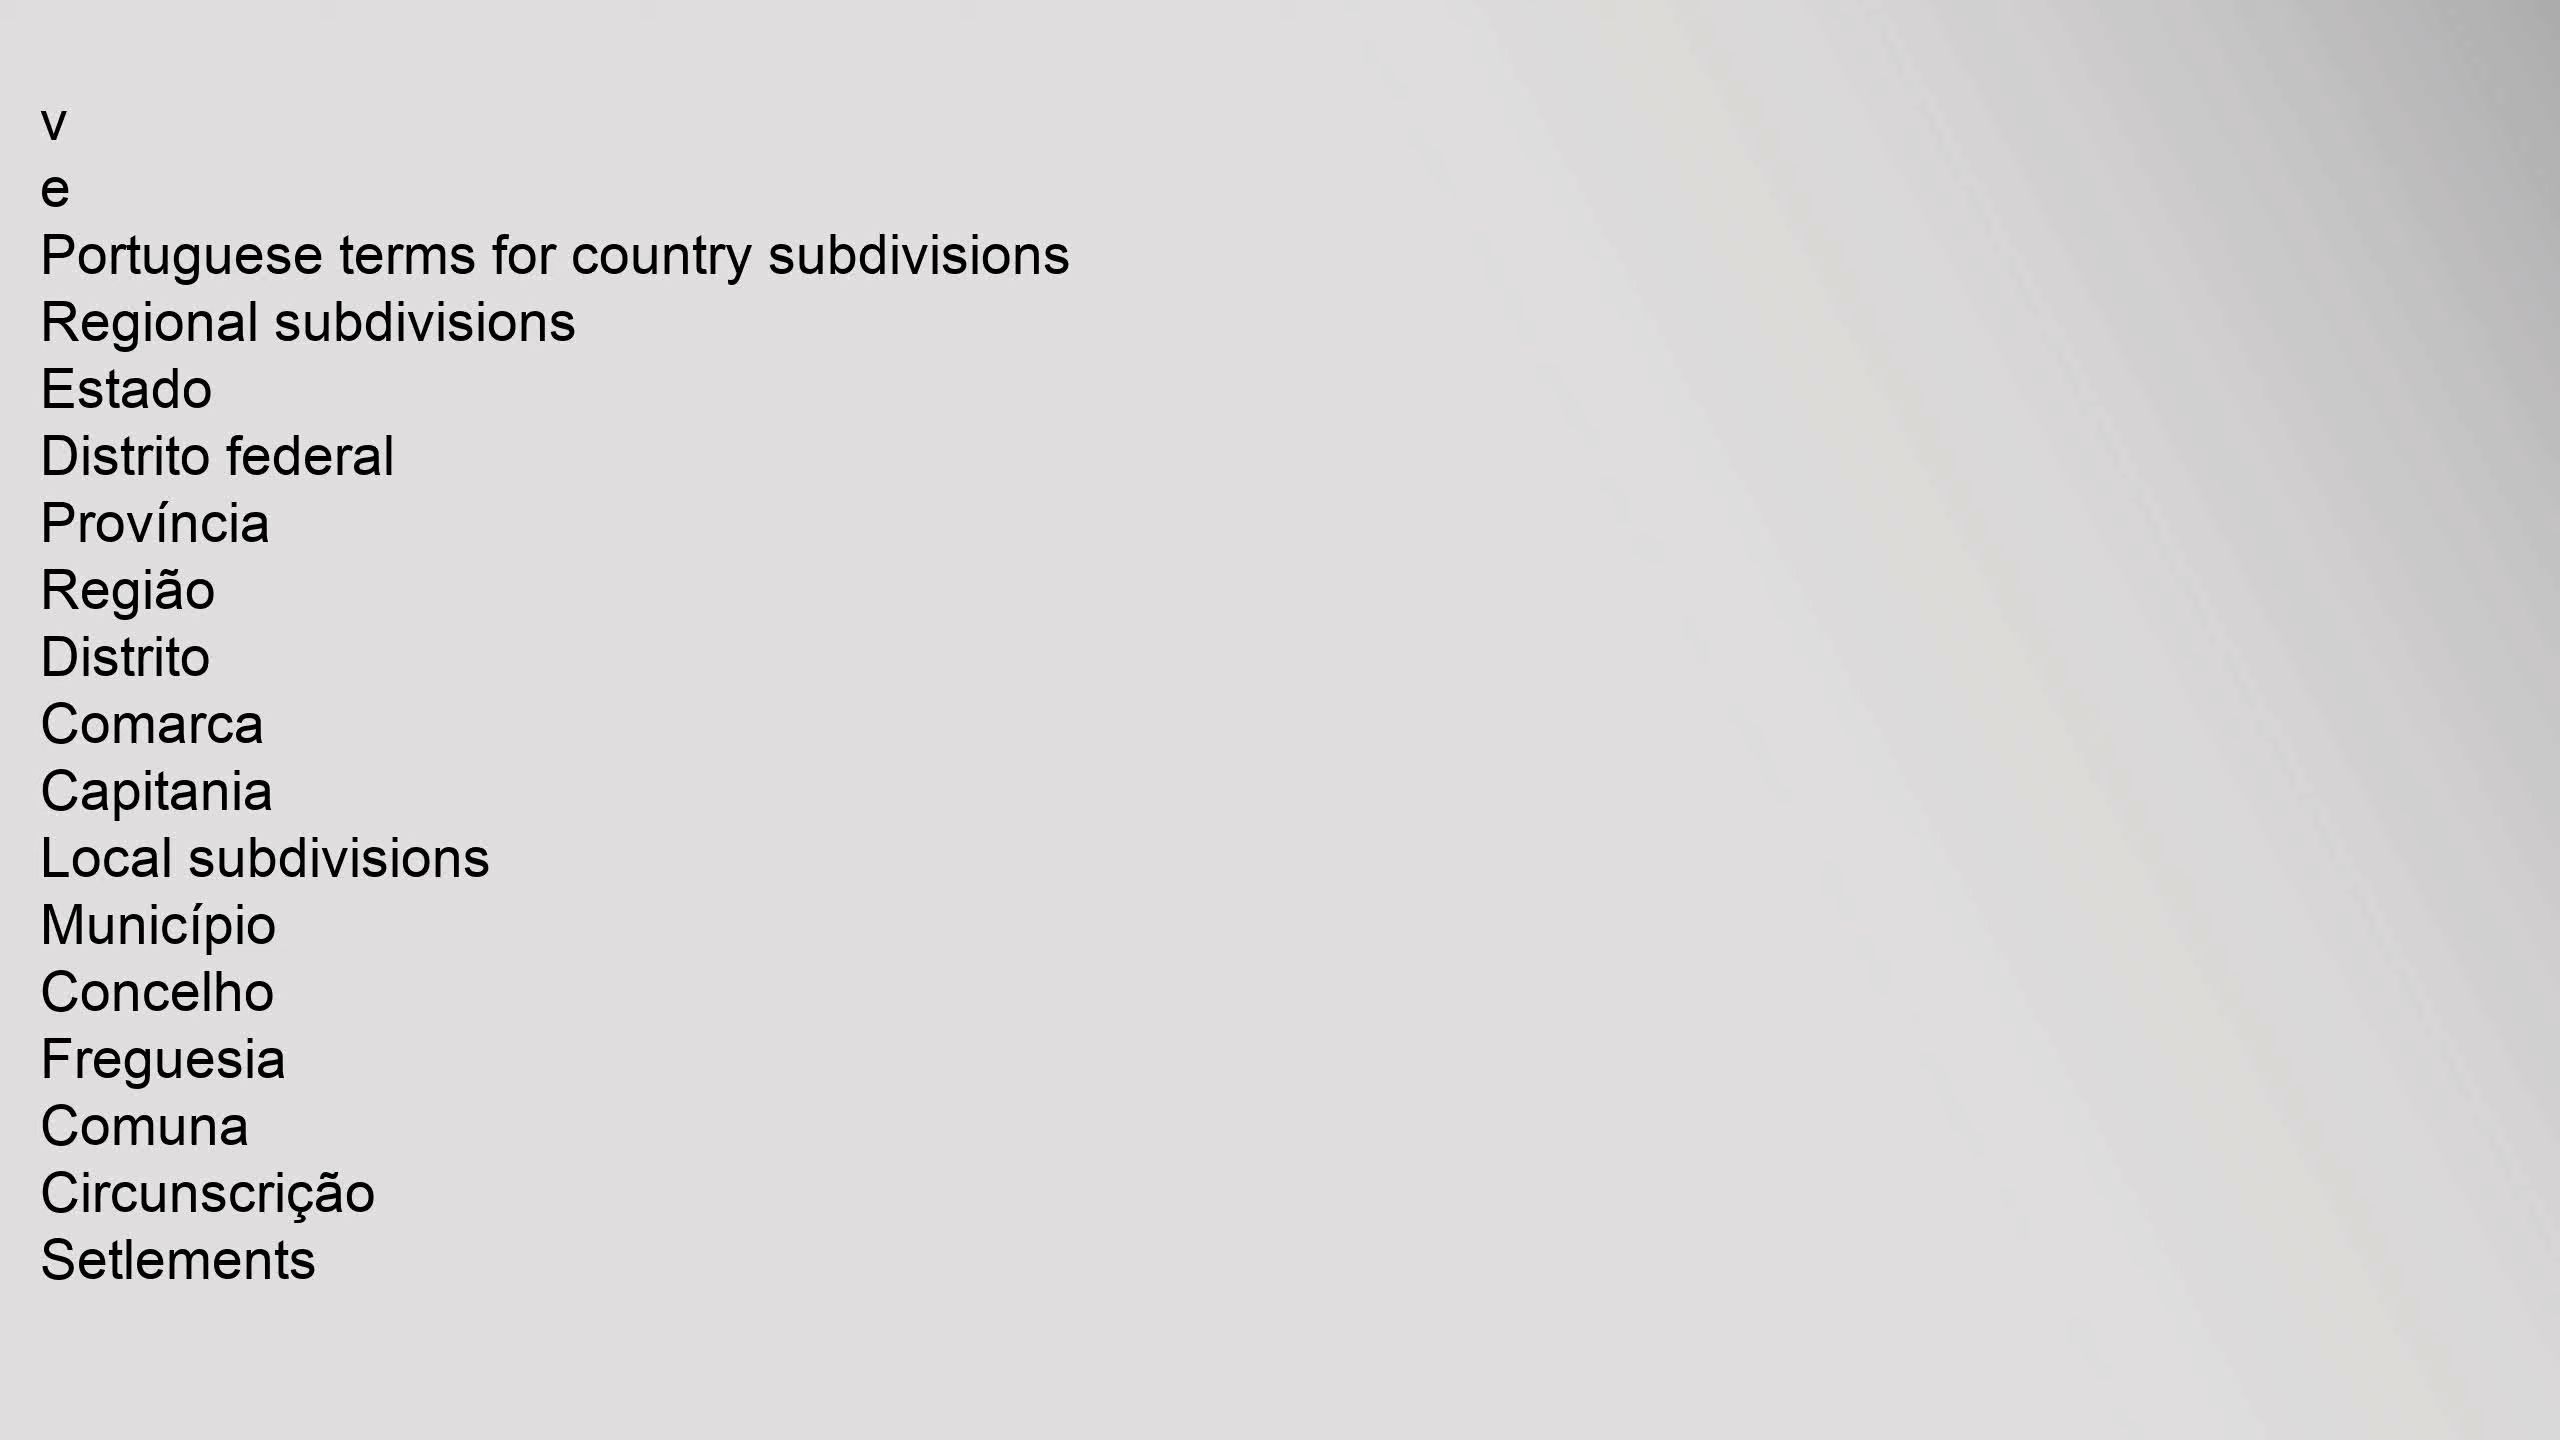 v
e
Portuguese terms for country subdivisions
Regional subdivisions
Estado
Distrito federal
Província
Região
Distrito
Comarca
Capitania
Local subdivisions
Município
Concelho
Freguesia
Comuna
Circunscrição
Setlements